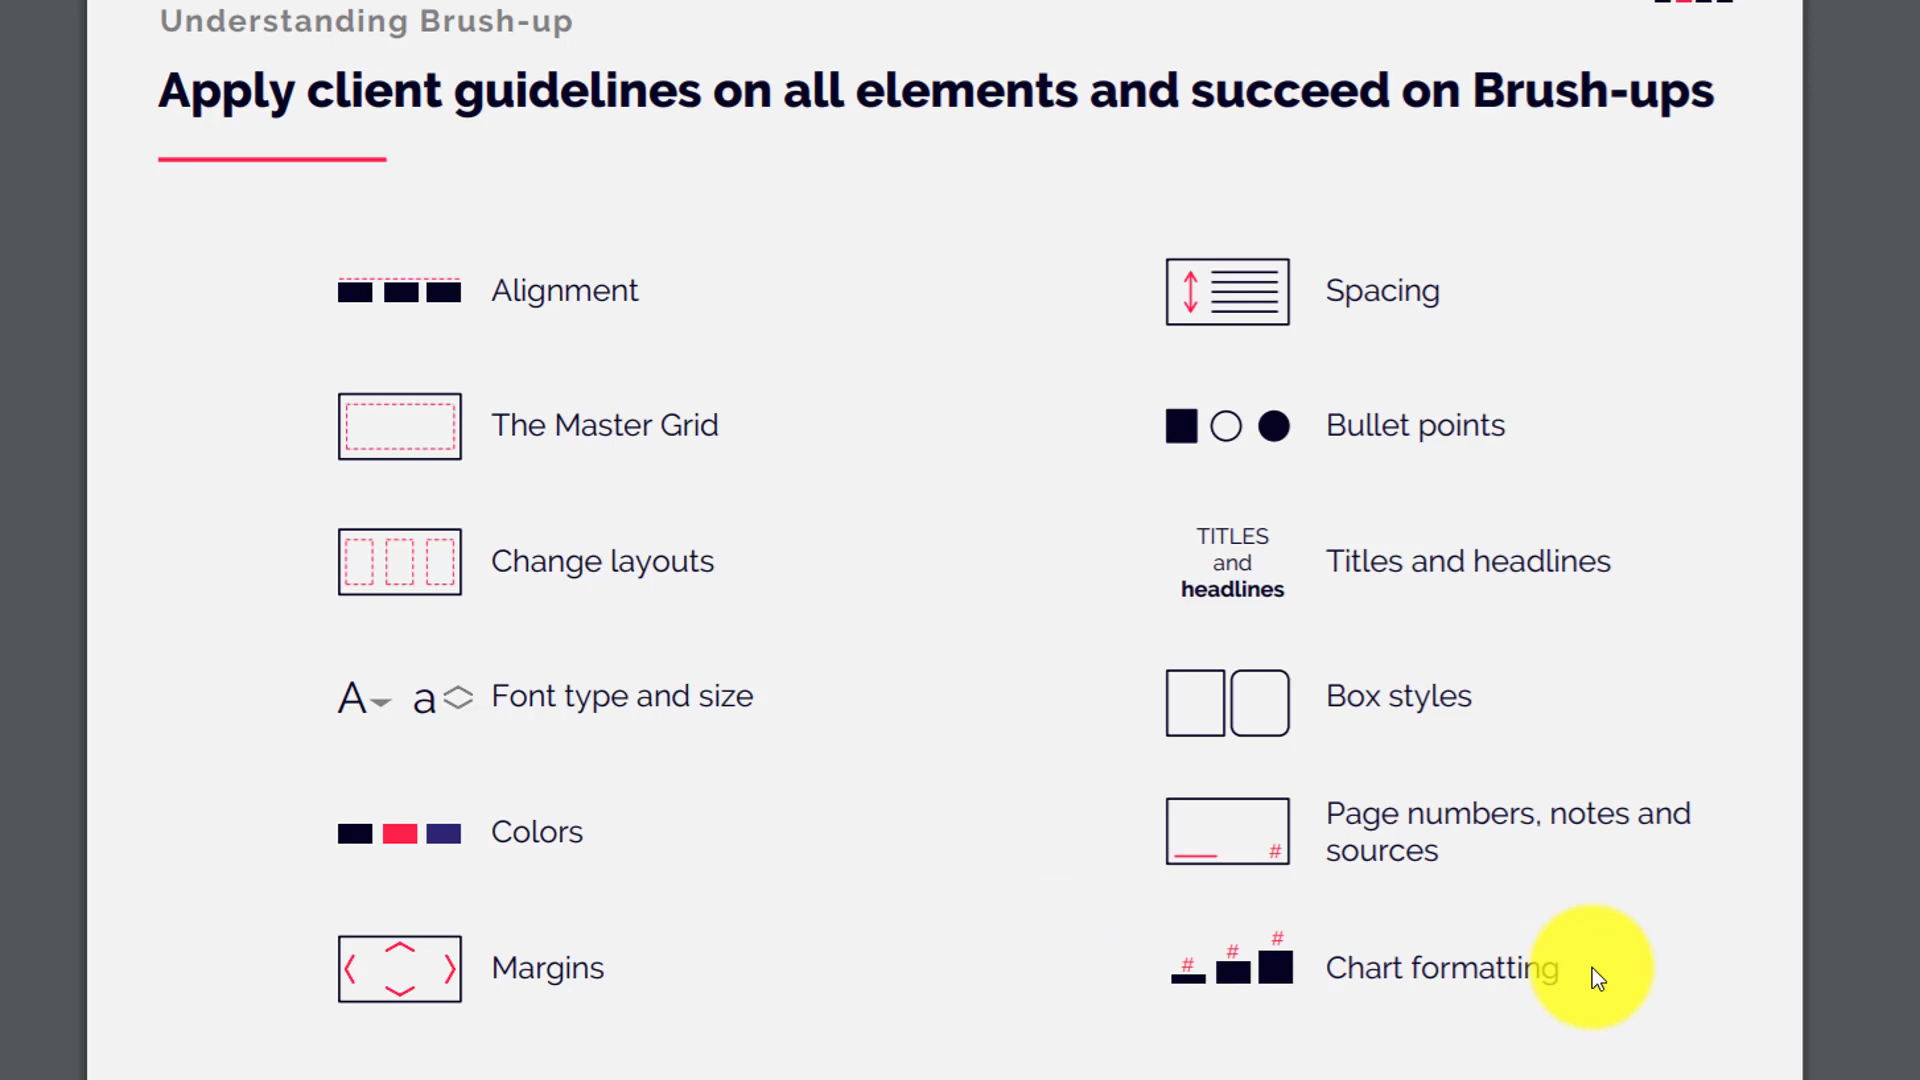 Understanding Brush-up
Apply client guidelines on all elements and succeed on Brush-ups
Alignment
The Master Grid
Change layouts
A a Font type and size
Colors
Margins
Spacing
Bullet points
TITLES
and
headlines
Titles and headlines
Box styles
#
Page numbers, notes and
sources
# # #
Chart formatting